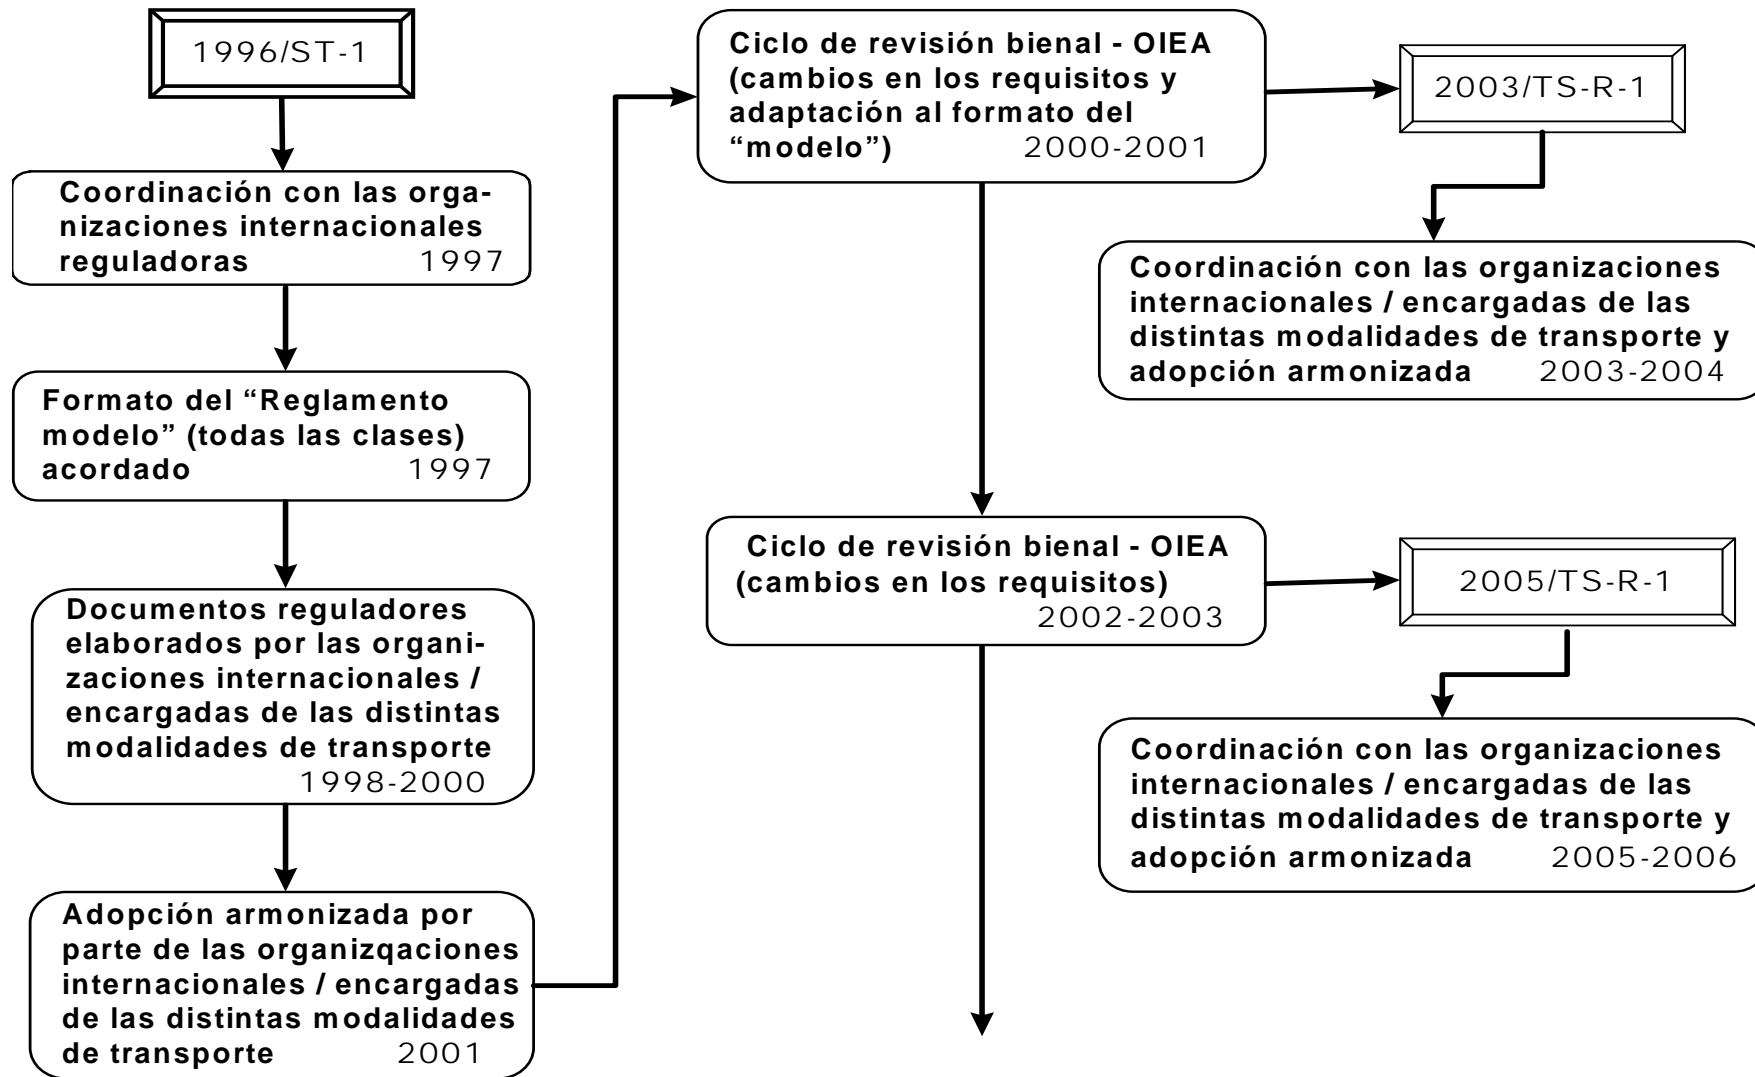 1996/ST-1
Coordinación con las orga-
nizaciones internacionales
reguladoras 1997
Formato del “Reglamento
modelo” (todas las clases)
acordado 1997
Documentos reguladores
elaborados por las organi-
zaciones internacionales /
encargadas de las distintas
modalidades de transporte
1998-2000
Adopción armonizada por
parte de las organizqaciones
internacionales / encargadas
de las distintas modalidades
de transporte 2001
Ciclo de revisión bienal - OIEA
(cambios en los requisitos y
adaptación al formato del
“modelo”) 2000-2001
2003/TS-R-1
Coordinación con las organizaciones
internacionales / encargadas de las
distintas modalidades de transporte y
adopción armonizada 2003-2004
Ciclo de revisión bienal - OIEA
(cambios en los requisitos)
2002-2003
2005/TS-R-1
Coordinación con las organizaciones
internacionales / encargadas de las
distintas modalidades de transporte y
adopción armonizada 2005-2006